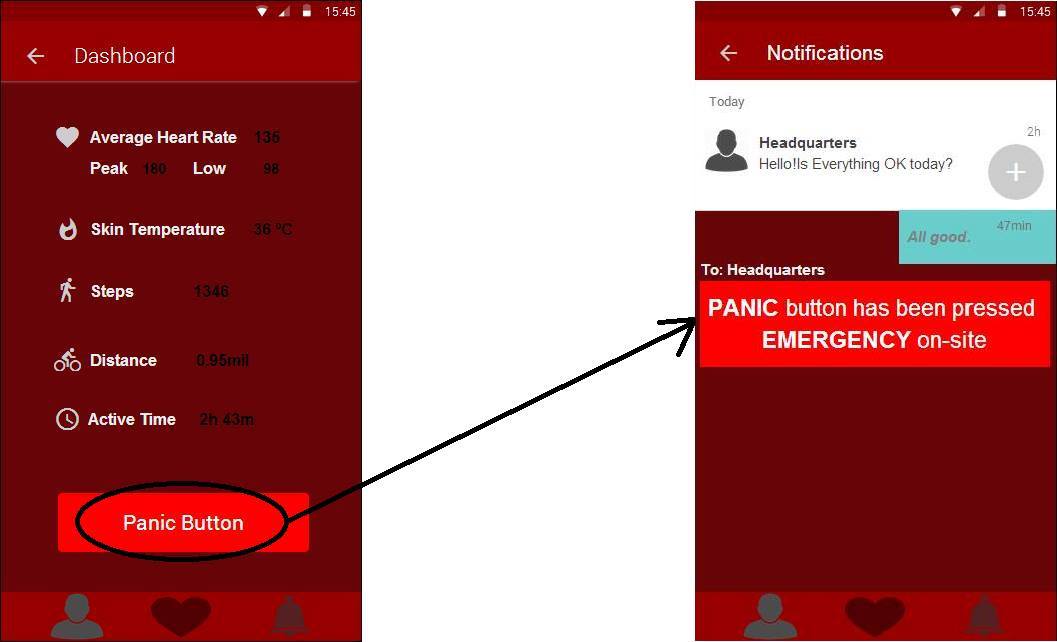 15:45
Dashboard
Average Heart Rate 135
Peak 180 Low 98
Skin Temperature 36 °C
Steps 1346
Distance 0.95mil
Active Time 2h 43m
Panic Button
15:45
Notifications
Today
2h
Headquarters
Hello!Is Everything OK today?
47min
All good.
To: Headquarters
PANIC button has been pressed
EMERGENCY on-site